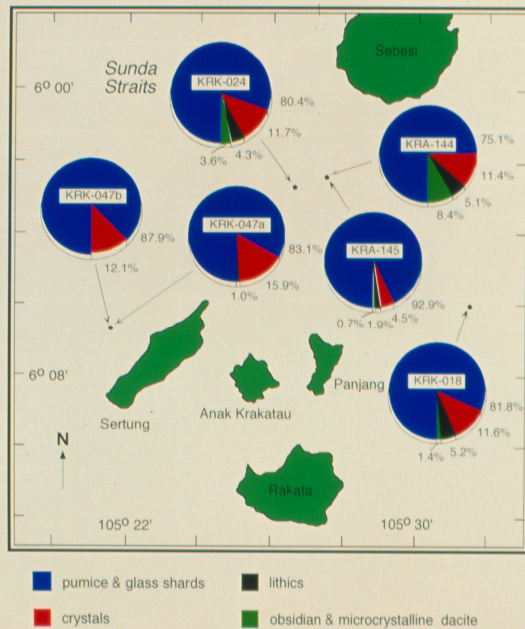 Sebesi
Sunda
Straits
KRK-024
6° 00'
80.4%
11.7%
4.3%
3.6%
KRA-144
75.1%
11.4%
5.1%
8.4%
KRK-047b
87.9%
12.1%
KRK-047a
83.1%
15.9%
1.0%
KRA-145
92.9%
4.5%
1.9%
0.7%
6° 08'
Sertung
Anak Krakatau
Panjang
KRK-018
81.8%
11.6%
5.2%
1.4%
N
Rakata
105° 22'
105° 30'
pumice & glass shards
lithics
crystals
obsidian & microcrystalline dacite